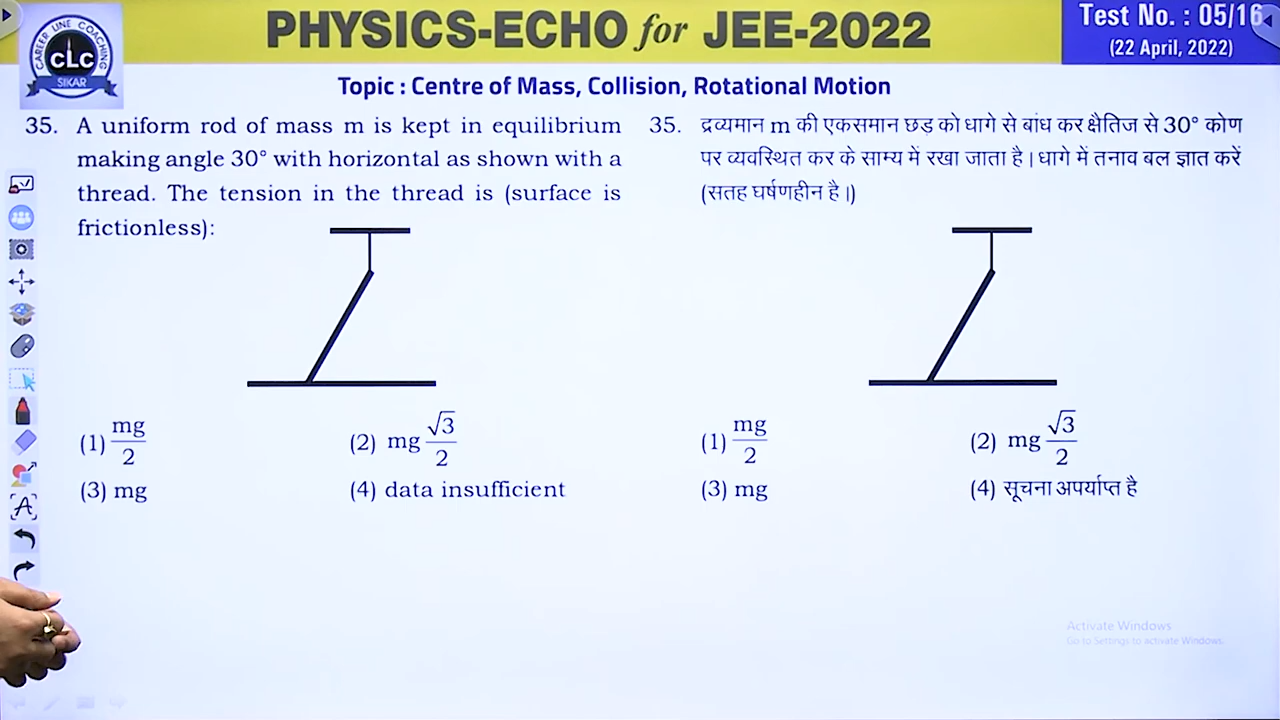 PHYSICS-ECHO for JEE-2022
Test No. : 05/16
(22 April, 2022)
CAREER LINE COACHING
CLC
SIKAR
Topic : Centre of Mass, Collision, Rotational Motion
35. A uniform rod of mass m is kept in equilibrium
making angle 30° with horizontal as shown with a
thread. The tension in the thread is (surface is
frictionless):
(1) mg/2
(2) mg √3/2
(3) mg
(4) data insufficient
35. द्रव्यमान m की एकसमान छड़ को धागे से बांध कर क्षैतिज से 30° कोण
पर व्यवस्थित कर के साम्य में रखा जाता है। धागे में तनाव बल ज्ञात करें
(सतह घर्षणहीन है।)
(1) mg/2
(2) mg √3/2
(3) mg
(4) सूचना अपर्याप्त है
Activate Windows
Go to Settings to activate Windows.